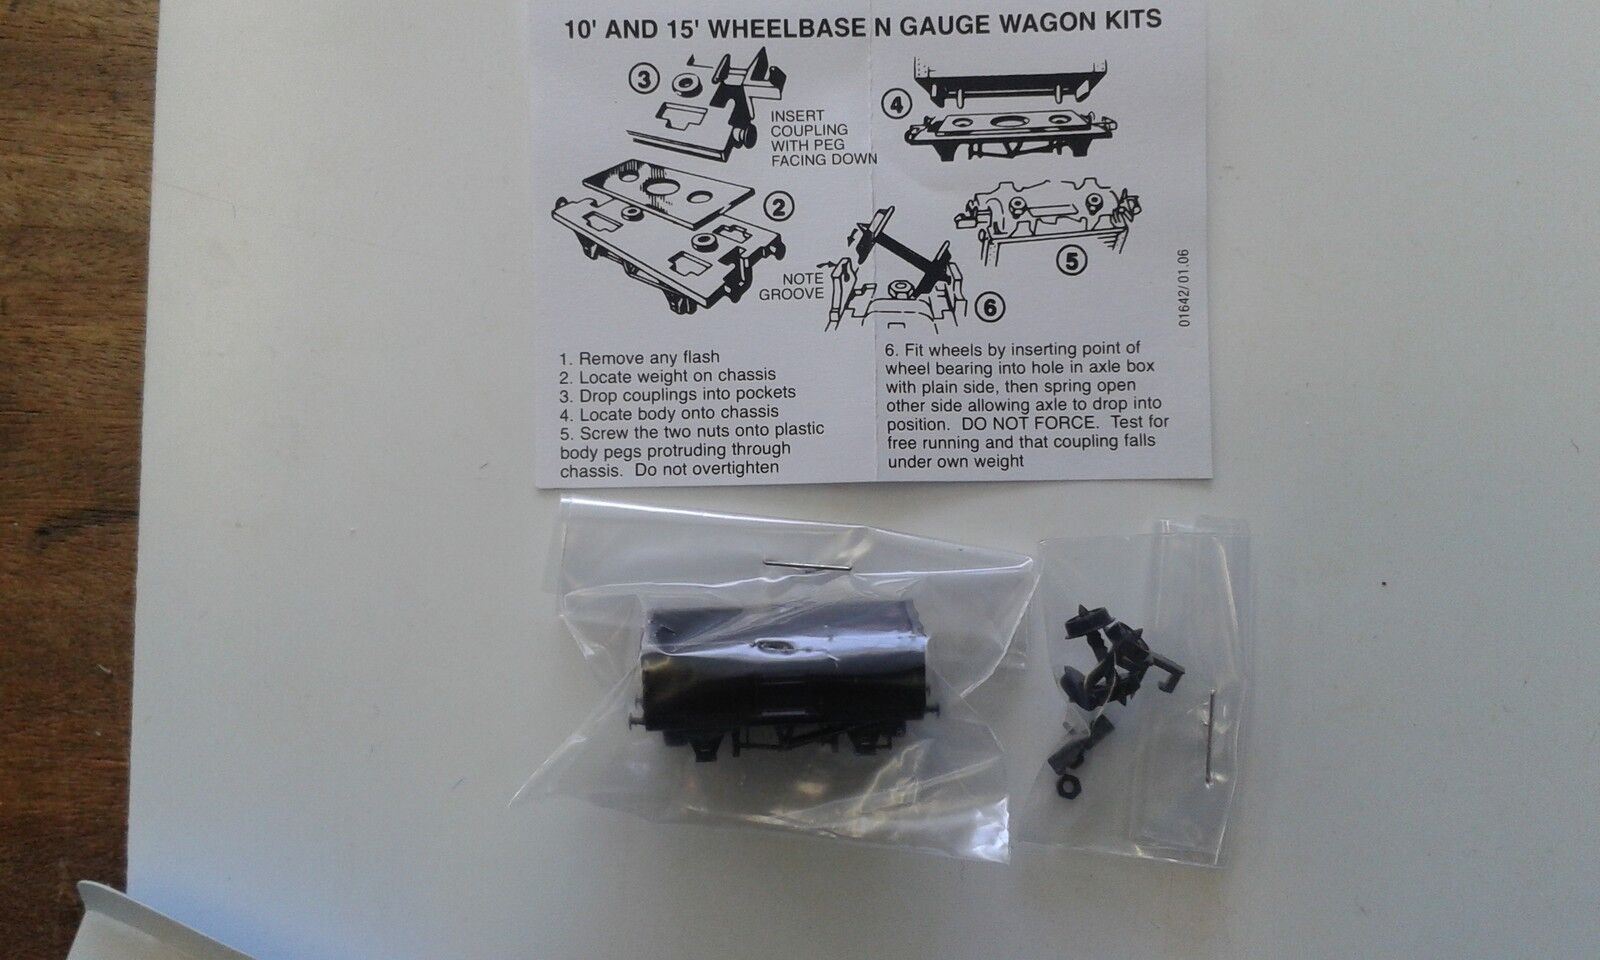 10' AND 15' WHEELBASE N GAUGE WAGON KITS
3
INSERT
COUPLING
WITH PEG
FACING DOWN
4
2
NOTE
GROOVE
5
6
01642/01.06
1. Remove any flash
2. Locate weight on chassis
3. Drop couplings into pockets
4. Locate body onto chassis
5. Screw the two nuts onto plastic
body pegs protruding through
chassis. Do not overtighten
6. Fit wheels by inserting point of
wheel bearing into hole in axle box
with plain side, then spring open
other side allowing axle to drop into
position. DO NOT FORCE. Test for
free running and that coupling falls
under own weight